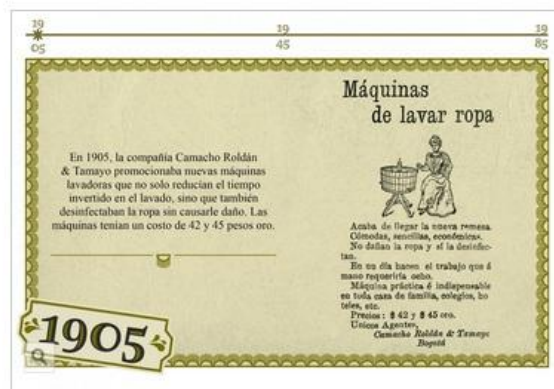 19
05
19
45
19
85
En 1905, la compañía Camacho Roldán
& Tamayo promocionaba nuevas máquinas
lavadoras que no solo reducían el tiempo
invertido en el lavado, sino que también
desinfectaban la ropa sin causarle daño. Las
máquinas tenían un costo de 42 y 45 pesos oro.
1905
Máquinas
de lavar ropa
Acaba de llegar la nueva remesa
Cómodas, sencillas, económicas.
No dañan la ropa y sí la desinfec-
tan.
En un día hacen el trabajo que á
mano requeriría ocho.
Máquina práctica é indispensable
en toda casa de familia, colegios, ho
teles, etc.
Precios: $ 42 y $ 45 oro.
Unicos Agentes,
Camacho Roldán & Tamayo
Bogotá